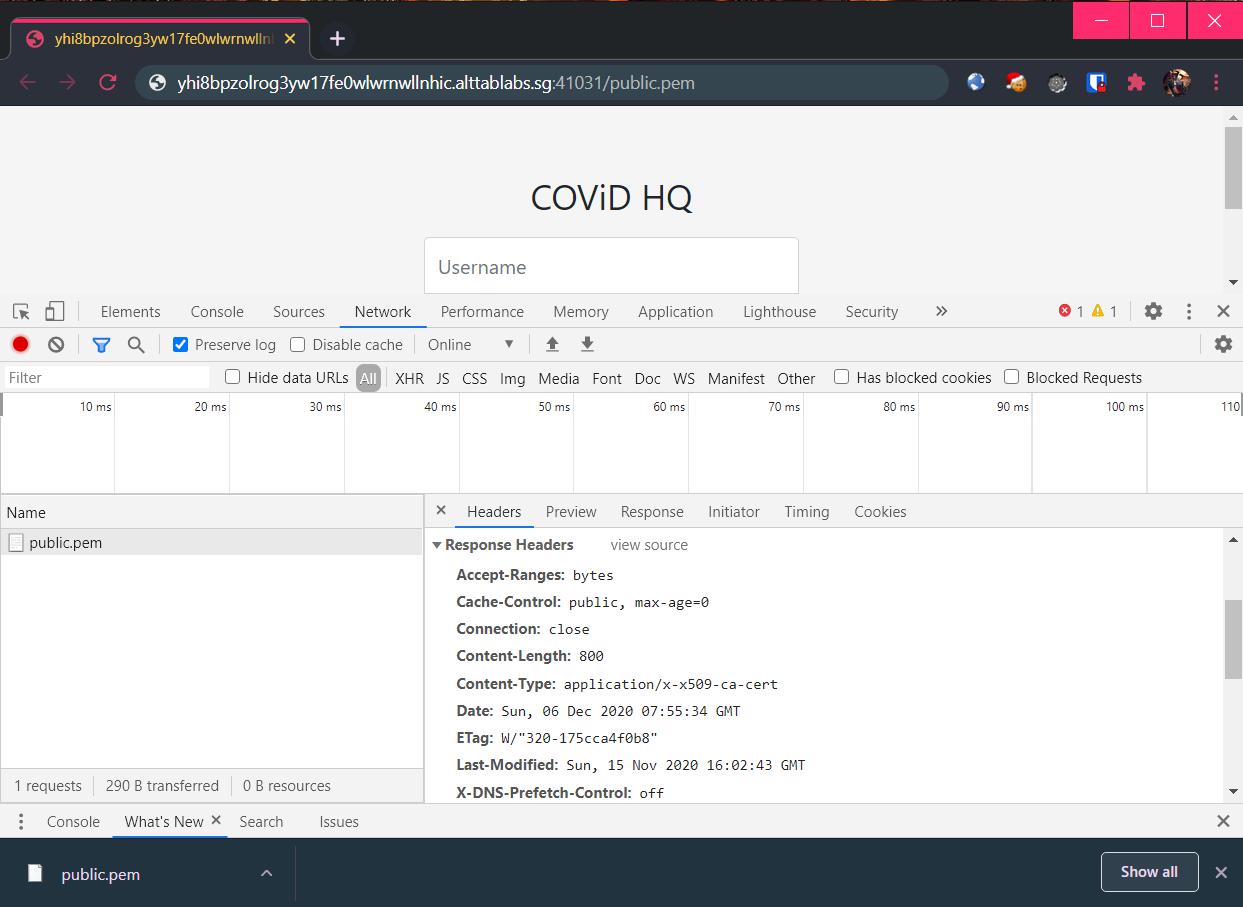 yhi8bpzolrog3yw17fe0wlwrnwllnh
yhi8bpzolrog3yw17fe0wlwrnwllnhic.alttablabs.sg:41031/public.pem
COViD HQ
Username
Elements Console Sources Network Performance Memory Application Lighthouse Security » 1 1
Preserve log Disable cache Online
Filter Hide data URLs All XHR JS CSS Img Media Font Doc WS Manifest Other Has blocked cookies Blocked Requests
10 ms 20 ms 30 ms 40 ms 50 ms 60 ms 70 ms 80 ms 90 ms 100 ms 110
Name
Headers Preview Response Initiator Timing Cookies
public.pem
Response Headers view source
Accept-Ranges: bytes
Cache-Control: public, max-age=0
Connection: close
Content-Length: 800
Content-Type: application/x-x509-ca-cert
Date: Sun, 06 Dec 2020 07:55:34 GMT
ETag: W/"320-175cca4f0b8"
Last-Modified: Sun, 15 Nov 2020 16:02:43 GMT
X-DNS-Prefetch-Control: off
1 requests 290 B transferred 0 B resources
Console What's New Search Issues
public.pem
Show all